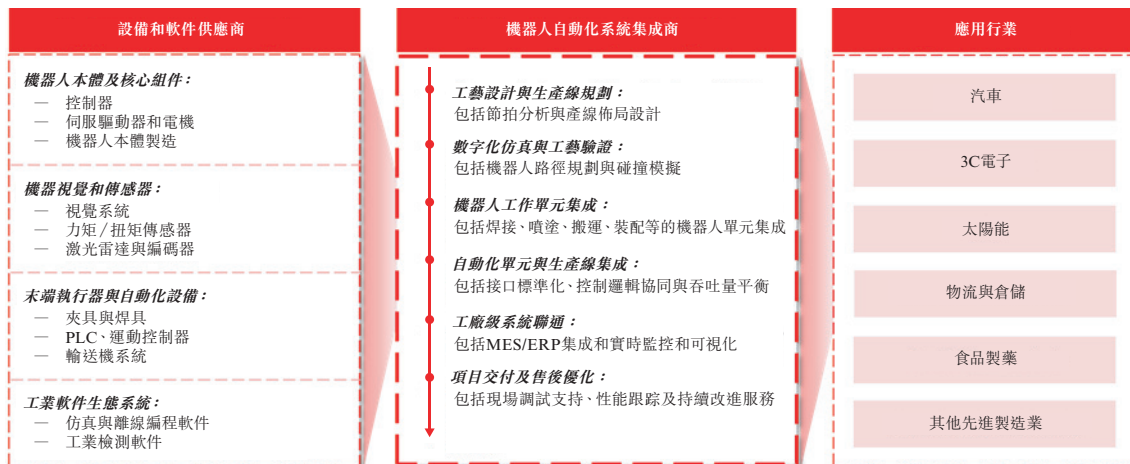 設備和軟件供應商
機器人本體及核心組件：
— 控制器
— 伺服驅動器和電機
— 機器人本體製造
機器視覺和傳感器：
— 視覺系統
— 力矩／扭矩傳感器
— 激光雷達與編碼器
末端執行器與自動化設備：
— 夾具與焊具
— PLC、運動控制器
— 輸送機系統
工業軟件生態系統：
— 仿真與離線編程軟件
— 工業檢測軟件
機器人自動化系統集成商
工藝設計與生產線規劃：
包括節拍分析與產線佈局設計
數字化仿真與工藝驗證：
包括機器人路徑規劃與碰撞模擬
機器人工作單元集成：
包括焊接、噴塗、搬運、裝配等的機器人單元集成
自動化單元與生產線集成：
包括接口標準化、控制邏輯協同與吞吐量平衡
工廠級系統聯通：
包括MES/ERP集成和實時監控和可視化
項目交付及售後優化：
包括現場調試支持、性能跟踪及持續改進服務
應用行業
汽車
3C電子
太陽能
物流與倉儲
食品製藥
其他先進製造業